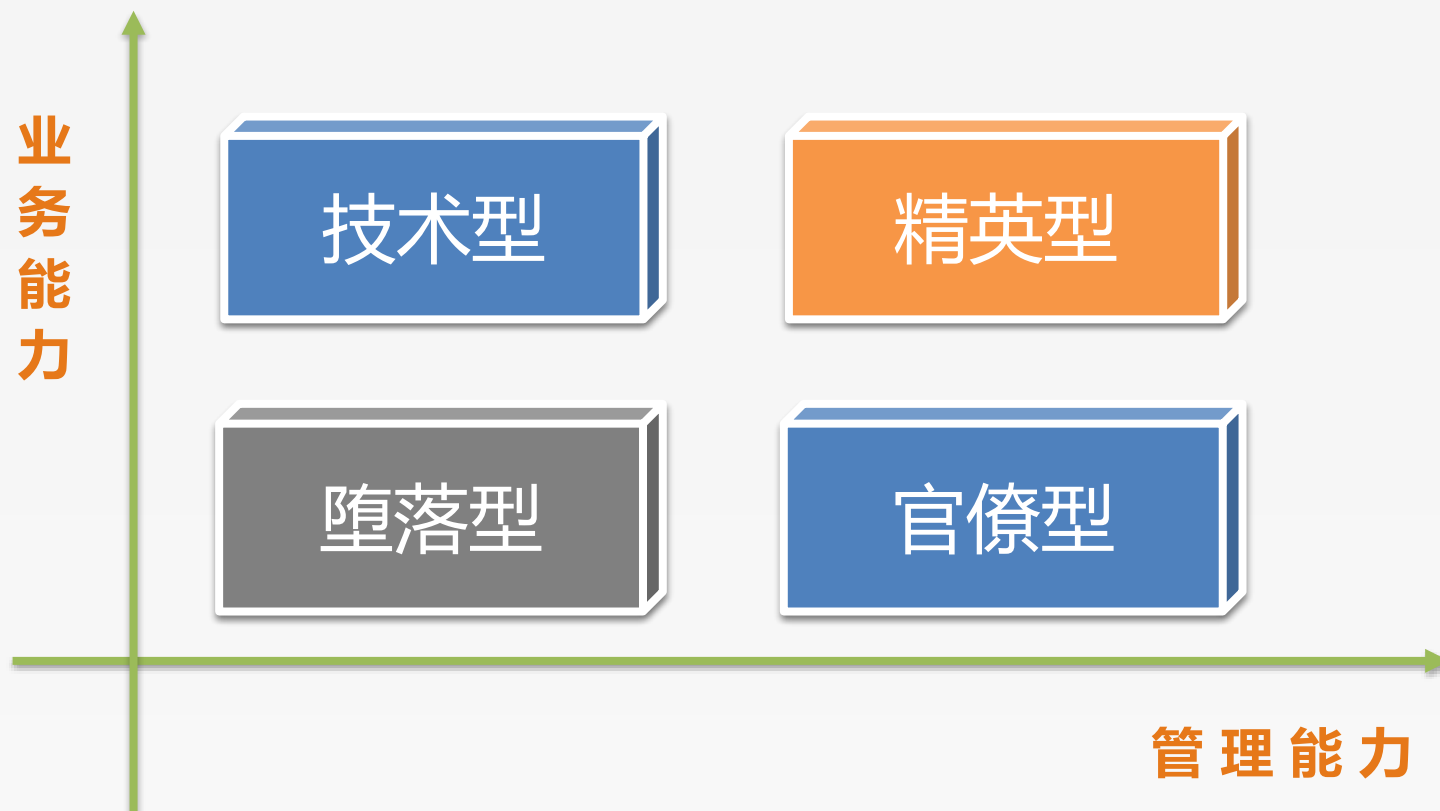 业务能力
技术型
精英型
堕落型
官僚型
管理能力